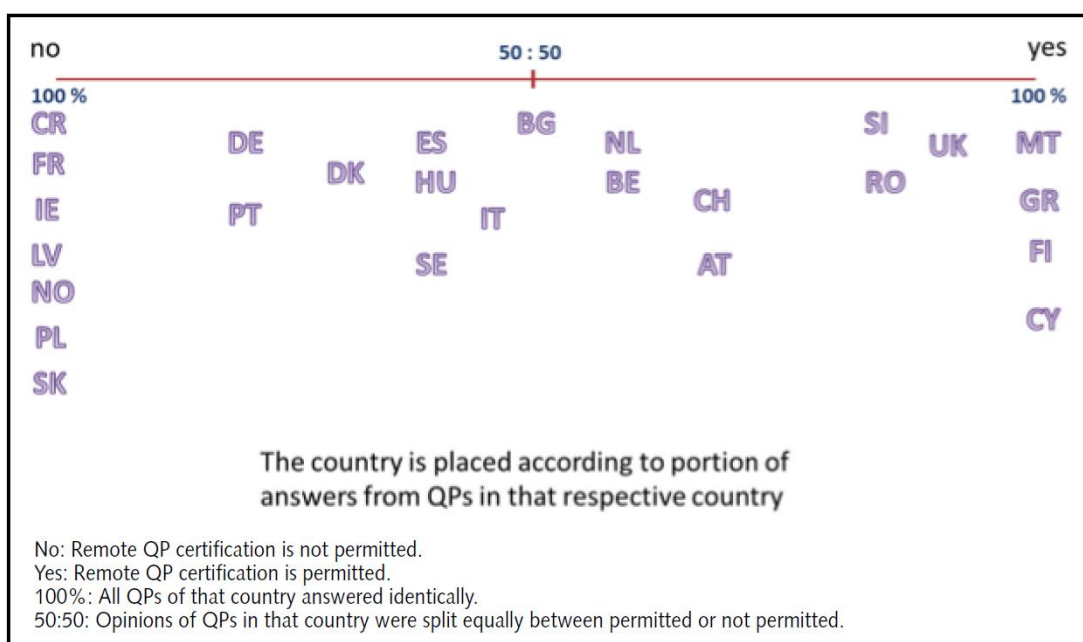 no 50 : 50 yes
100 % 100 %
CR DE DK ES BG NL SI UK MT
FR HU BE RO
IE PT IT CH GR
LV SE AT FI
NO
PL CY
SK
The country is placed according to portion of
answers from QPs in that respective country
No: Remote QP certification is not permitted.
Yes: Remote QP certification is permitted.
100%: All QPs of that country answered identically.
50:50: Opinions of QPs in that country were split equally between permitted or not permitted.